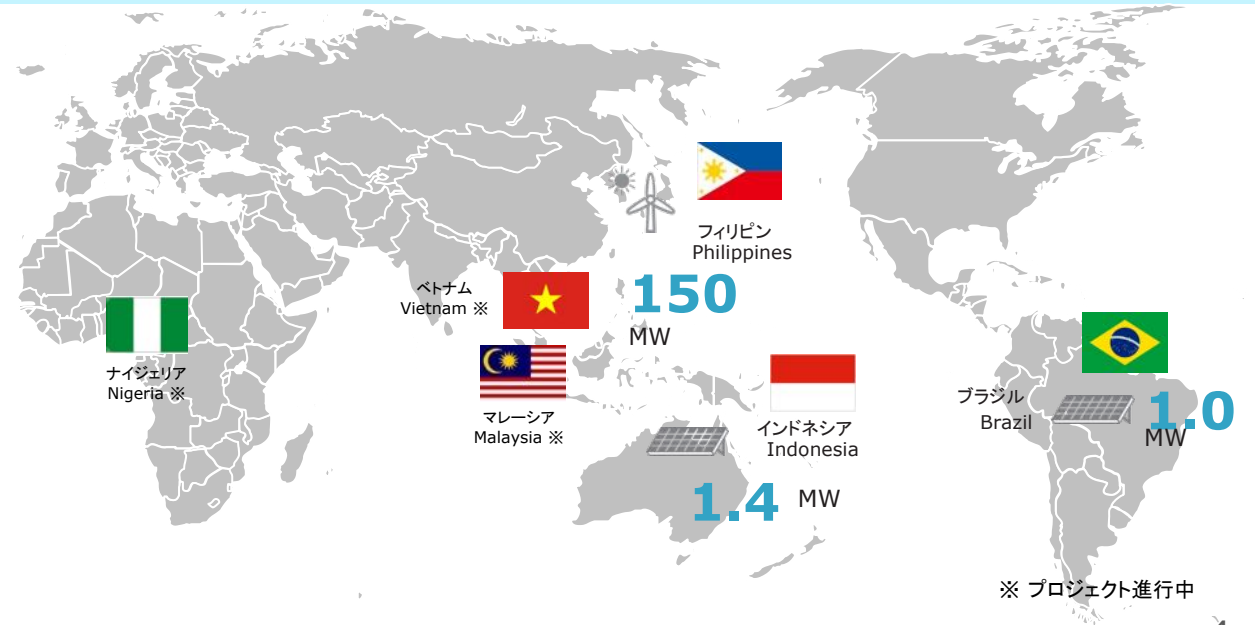 フィリピン
Philippines
150
MW
ベトナム
Vietnam ※
ナイジェリア
Nigeria ※
マレーシア
Malaysia ※
インドネシア
Indonesia
1.4 MW
ブラジル
Brazil
1.0
MW
※ プロジェクト進行中